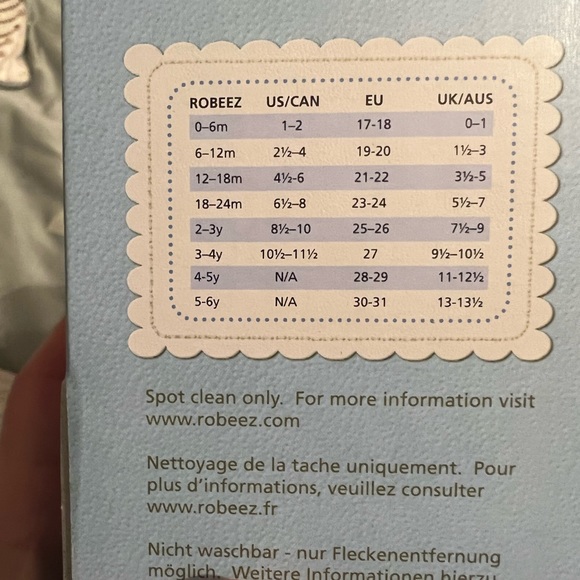 ROBEEZ US/CAN EU UK/AUS
0–6m 1–2 17-18 0–1
6–12m 2½–4 19-20 1½–3
12–18m 4½-6 21-22 3½-5
18–24m 6½–8 23-24 5½–7
2–3y 8½–10 25–26 7½–9
3–4y 10½–11½ 27 9½–10½
4-5y N/A 28-29 11-12½
5-6y N/A 30-31 13-13½
Spot clean only. For more information visit
www.robeez.com
Nettoyage de la tache uniquement. Pour
plus d'informations, veuillez consulter
www.robeez.fr
Nicht waschbar - nur Fleckenentfernung
möglich. Weitere Informationen hierzu